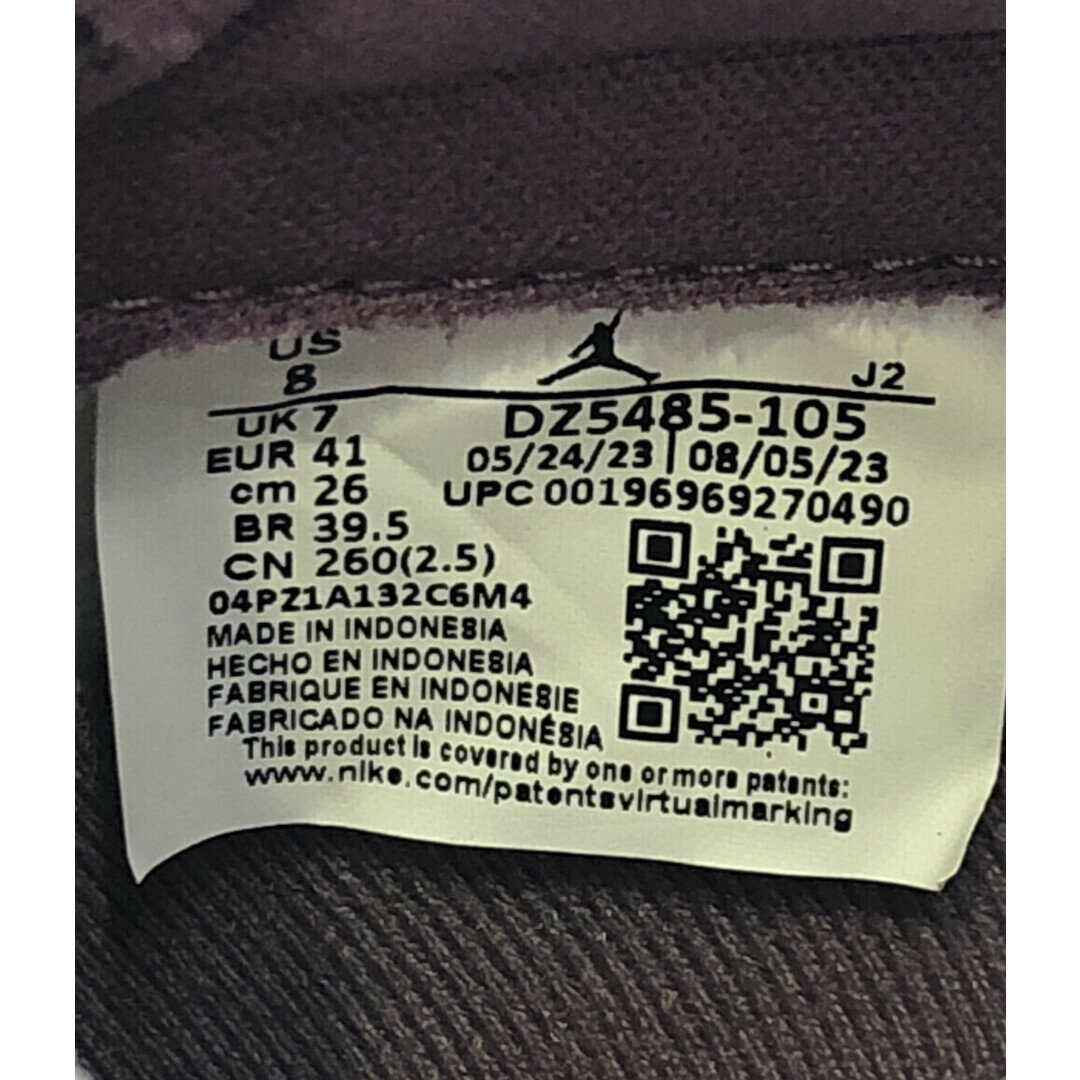 US
8
J2
UK 7
EUR 41
cm 26
BR 39.5
CN 260(2.5)
DZ5485-105
05/24/23 | 08/05/23
UPC 00196969270490
04PZ1A132C6M4
MADE IN INDONESIA
HECHO EN INDONESIA
FABRIQUE EN INDONÉSIE
FABRICADO NA INDONÉSIA
This product is covered by one or more patents:
www.nike.com/patentsvirtualmarking